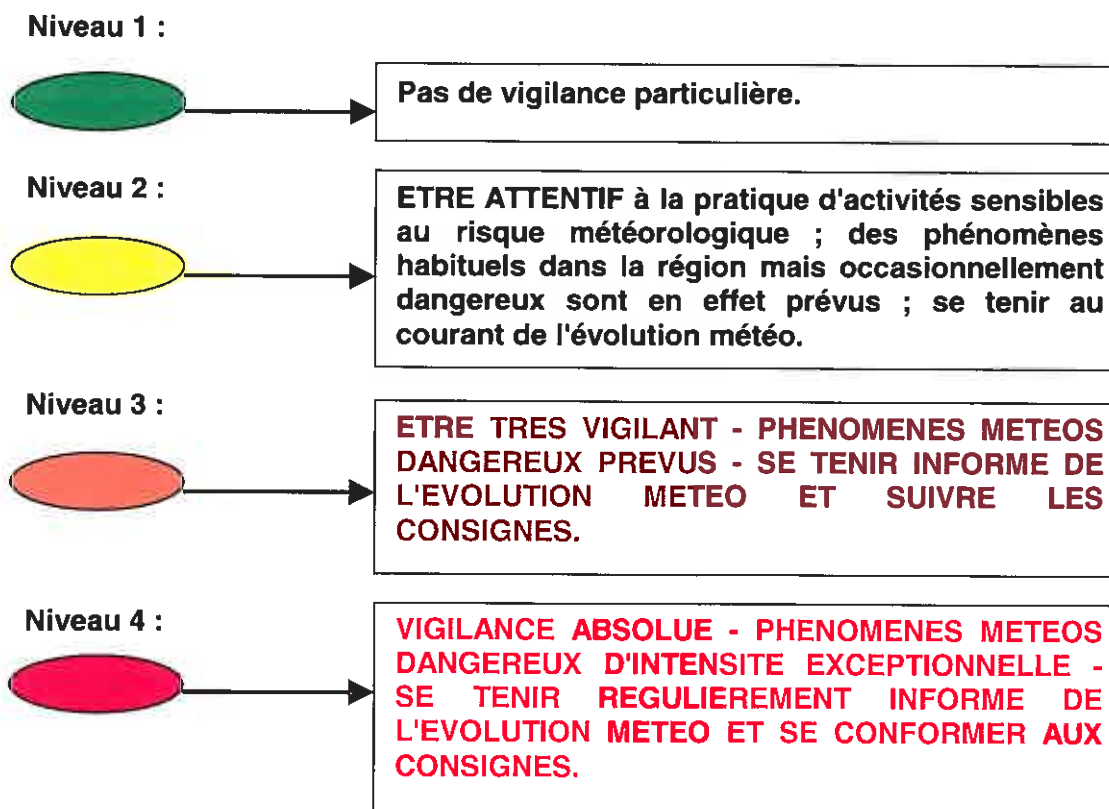 Niveau 1 :
Pas de vigilance particulière.
Niveau 2 :
ETRE ATTENTIF à la pratique d'activités sensibles
au risque météorologique ; des phénomènes
habituels dans la région mais occasionnellement
dangereux sont en effet prévus ; se tenir au
courant de l'évolution météo.
Niveau 3 :
ETRE TRES VIGILANT - PHENOMENES METEOS
DANGEREUX PREVUS - SE TENIR INFORME DE
L'EVOLUTION METEO ET SUIVRE LES
CONSIGNES.
Niveau 4 :
VIGILANCE ABSOLUE - PHENOMENES METEOS
DANGEREUX D'INTENSITE EXCEPTIONNELLE -
SE TENIR REGULIEREMENT INFORME DE
L'EVOLUTION METEO ET SE CONFORMER AUX
CONSIGNES.